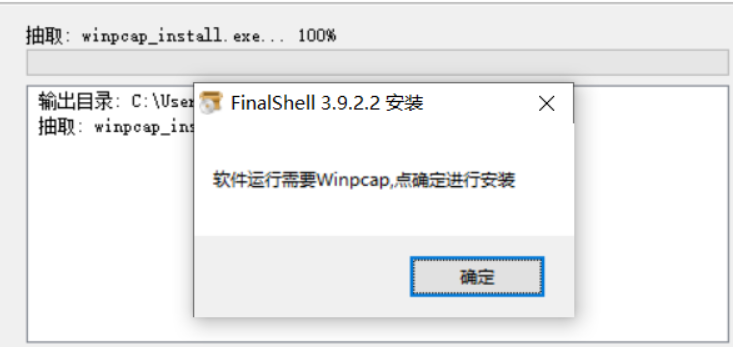 抽取: winpcap_install.exe... 100%
输出目录: C:\User
抽取: winpcap_ins
FinalShell 3.9.2.2 安装
软件运行需要Winpcap,点确定进行安装
确定